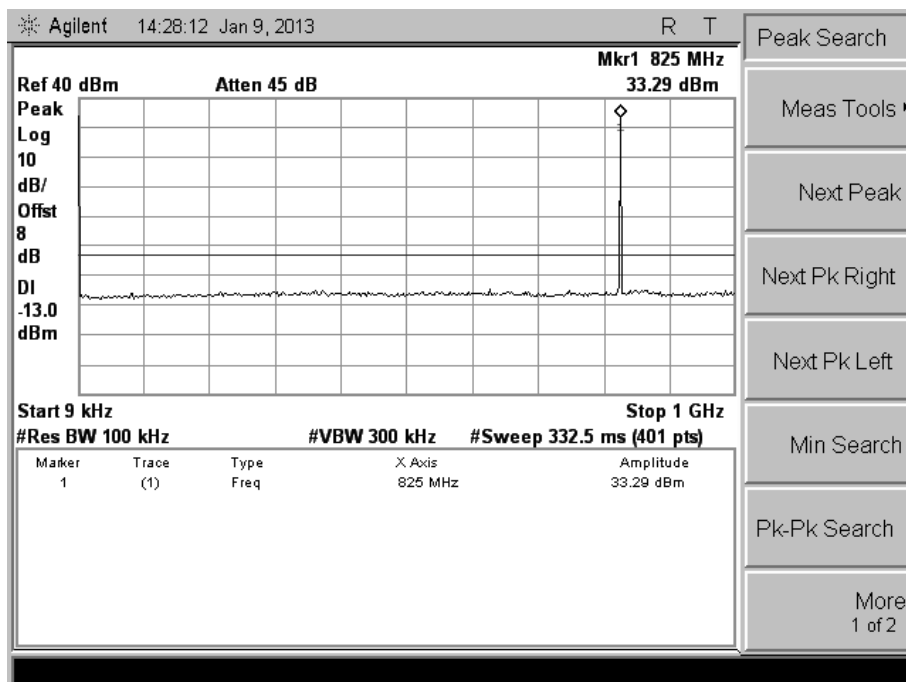 Agilent 14:28:12 Jan 9, 2013 R T
Mkr1 825 MHz
Ref 40 dBm Atten 45 dB 33.29 dBm
Peak
Log
10
dB/
Offst
8
dB
DI
-13.0
dBm
Start 9 kHz Stop 1 GHz
#Res BW 100 kHz #VBW 300 kHz #Sweep 332.5 ms (401 pts)
Marker Trace Type X Axis Amplitude
1 (1) Freq 825 MHz 33.29 dBm
Peak Search
Meas Tools
Next Peak
Next Pk Right
Next Pk Left
Min Search
Pk-Pk Search
More
1 of 2